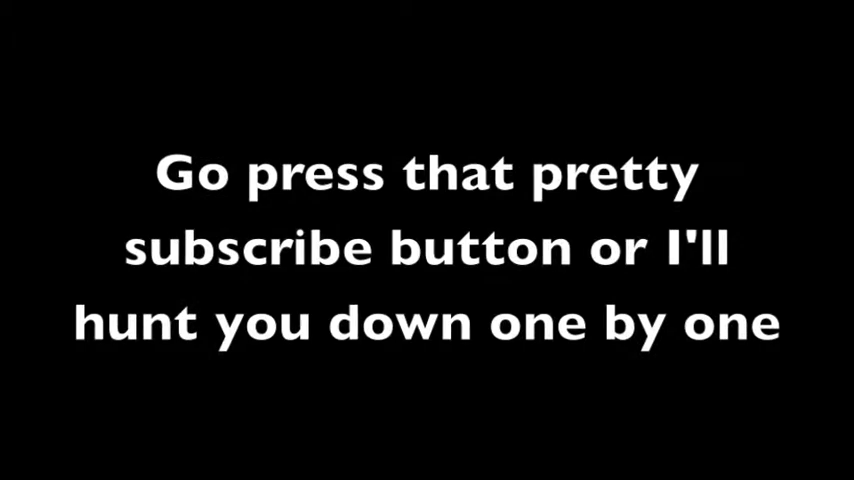 Go press that pretty
subscribe button or I'll
hunt you down one by one